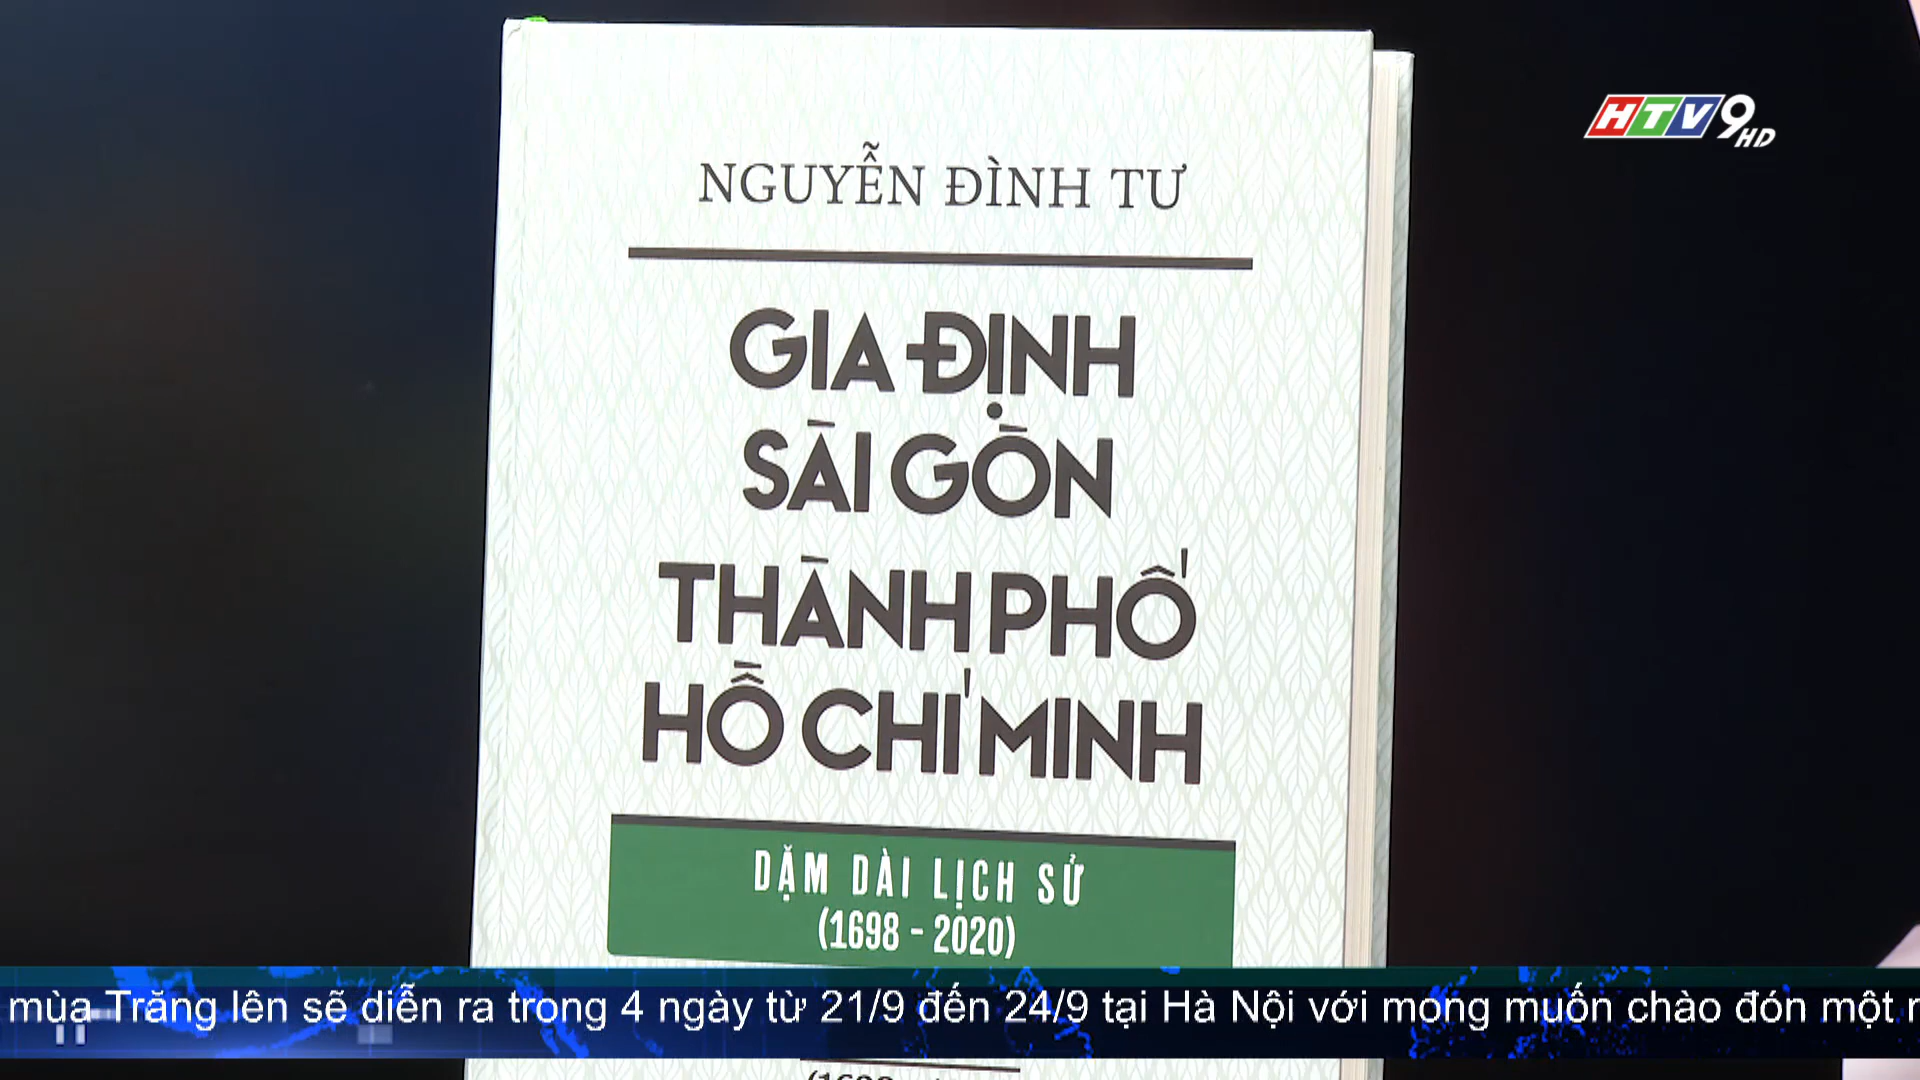 HTV9 HD
NGUYỄN ĐÌNH TƯ
GIA ĐỊNH
SÀI GÒN
THÀNH PHỐ
HỒ CHÍ MINH
DẶM DÀI LỊCH SỬ
(1698 - 2020)
mùa Trăng lên sẽ diễn ra trong 4 ngày từ 21/9 đến 24/9 tại Hà Nội với mong muốn chào đón một